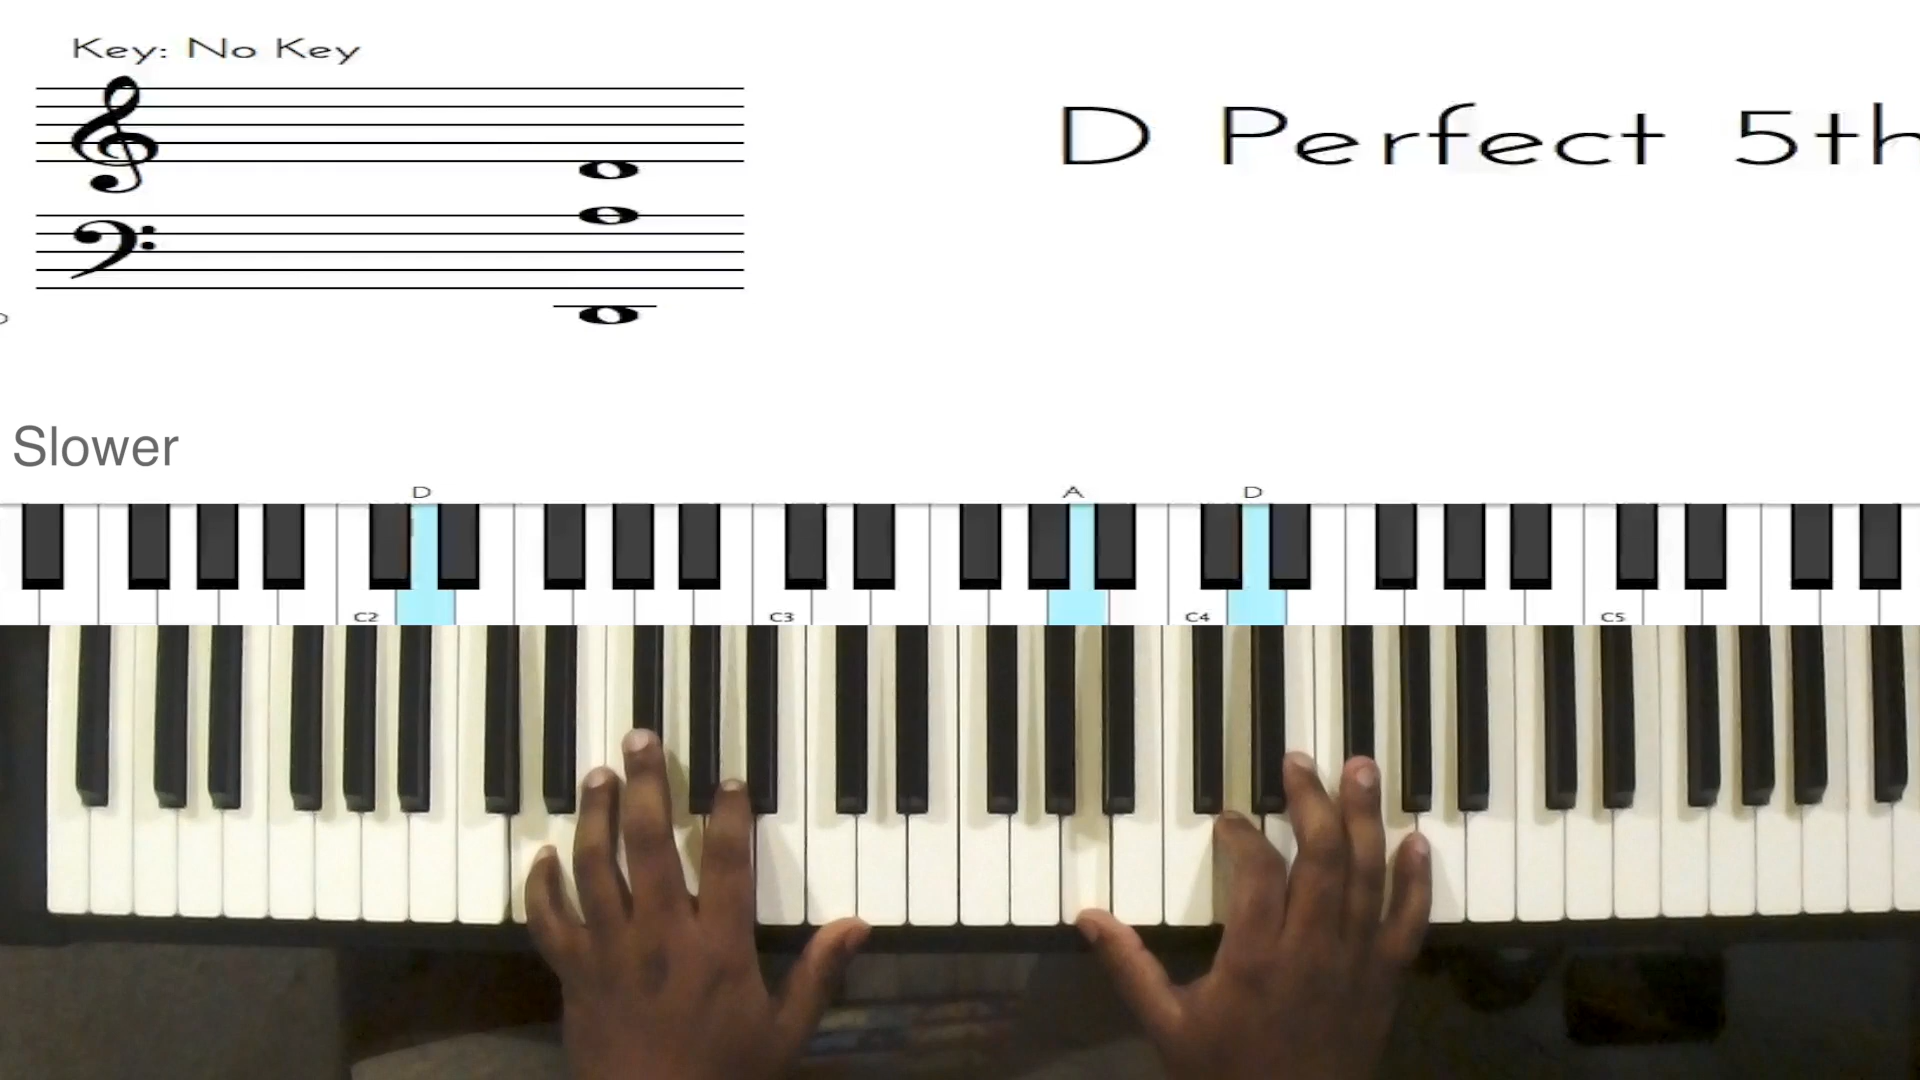 Key: No Key
D Perfect 5th
Slower
D A D
C2 C3 C4 C5